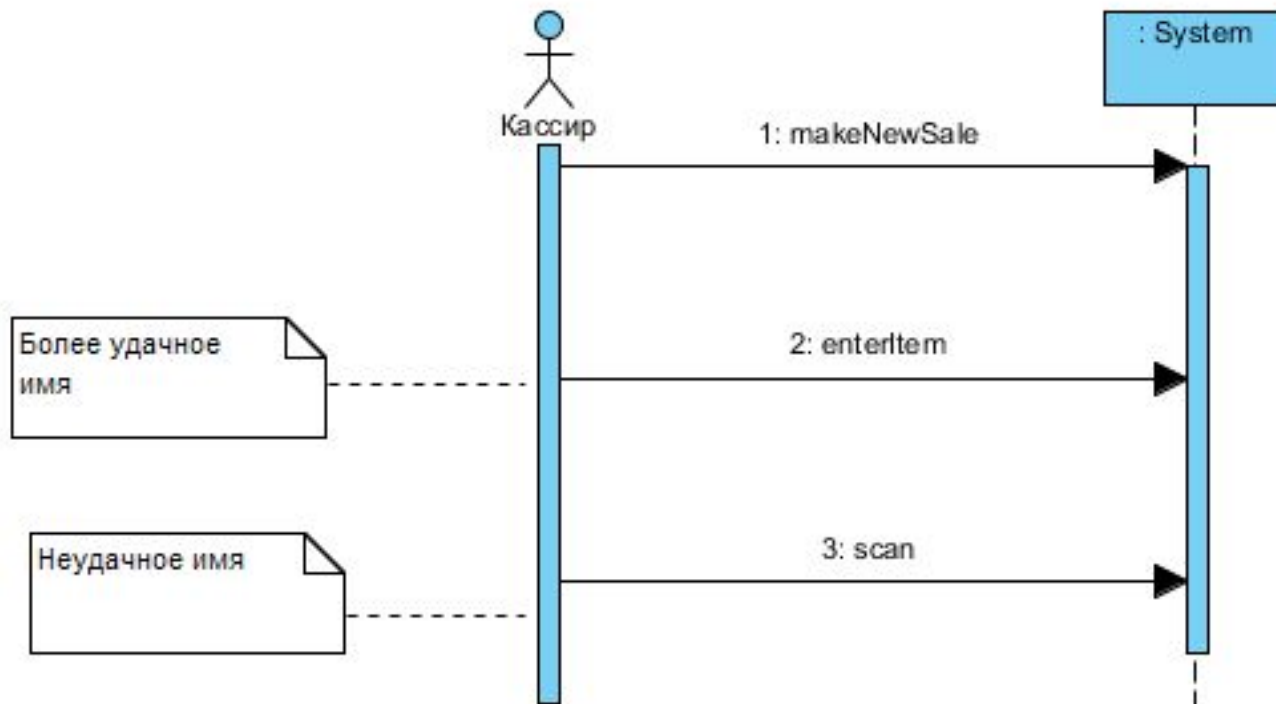 : System
Кассир
1: makeNewSale
Более удачное
имя
2: enterItem
Неудачное имя
3: scan